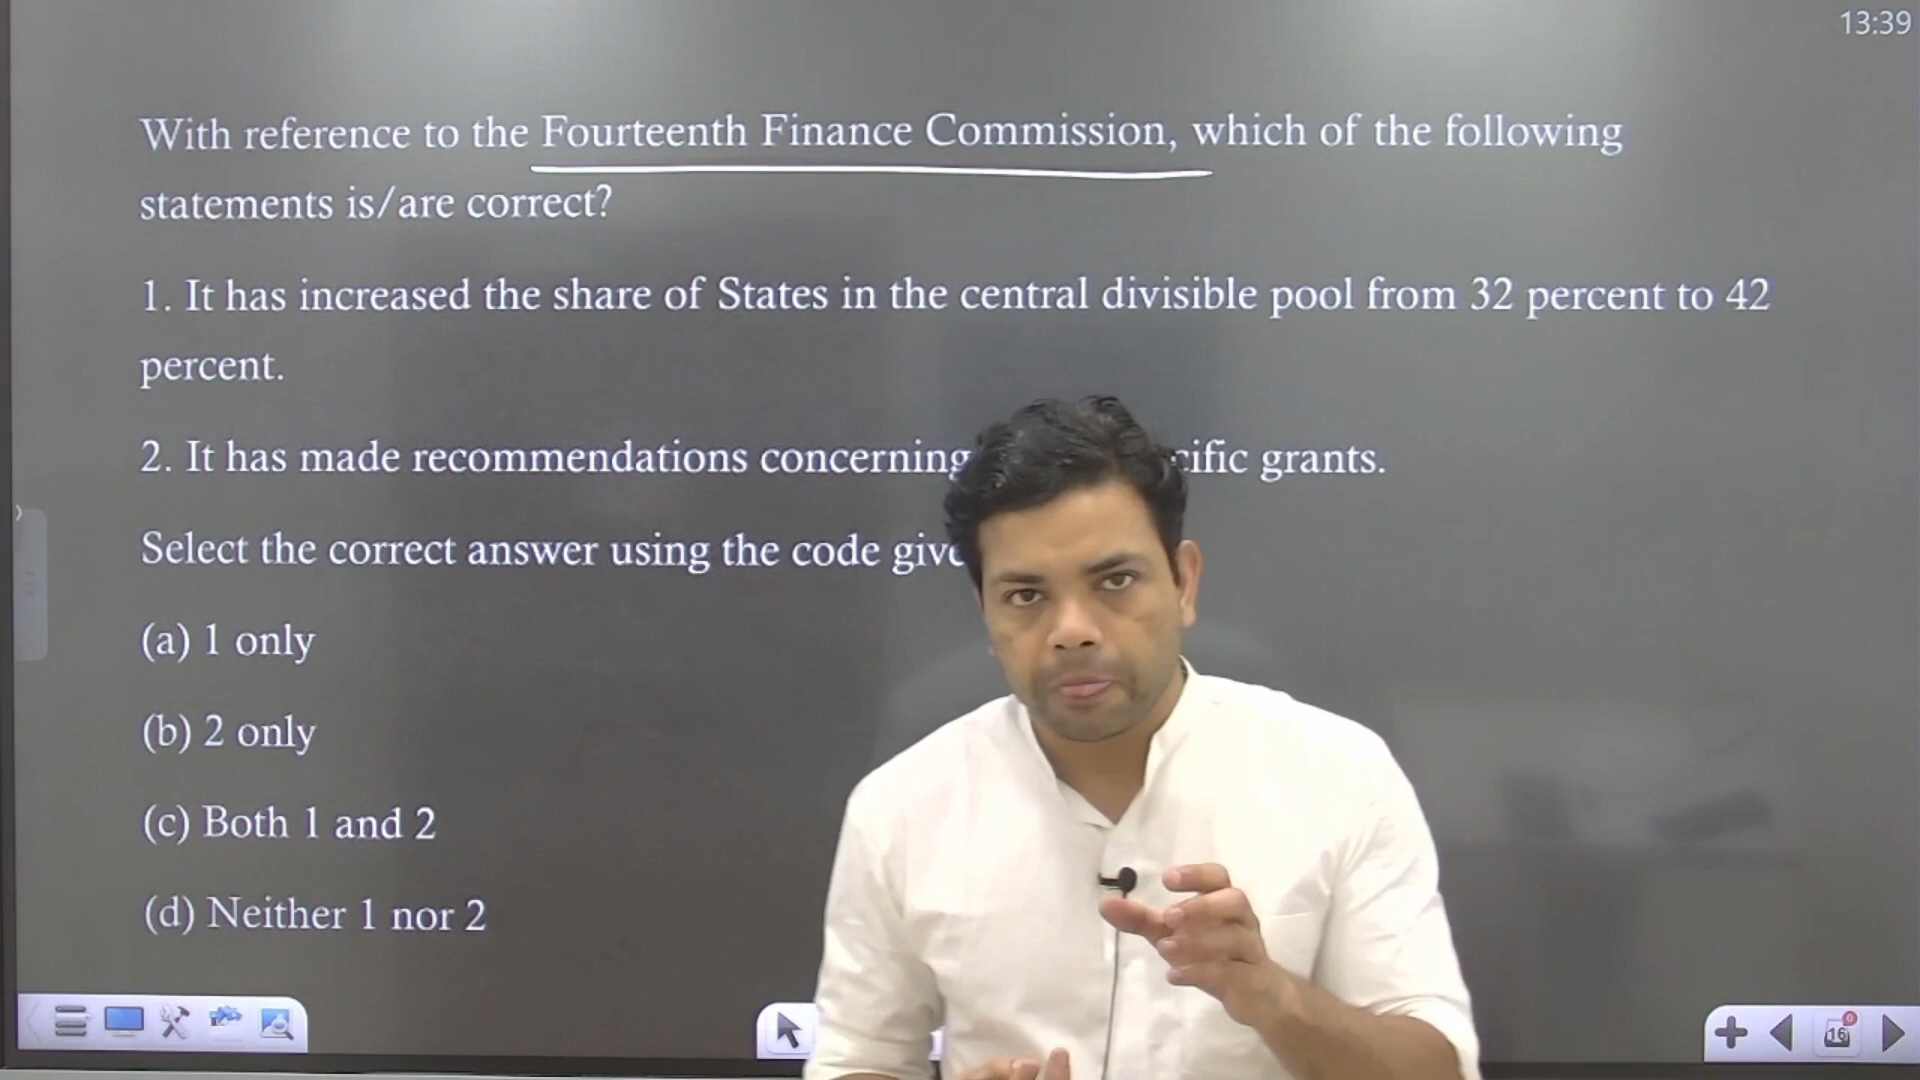 13:39
With reference to the Fourteenth Finance Commission, which of the following
statements is/are correct?
1. It has increased the share of States in the central divisible pool from 32 percent to 42
percent.
2. It has made recommendations concerning cific grants.
Select the correct answer using the code give
(a) 1 only
(b) 2 only
(c) Both 1 and 2
(d) Neither 1 nor 2
16
0